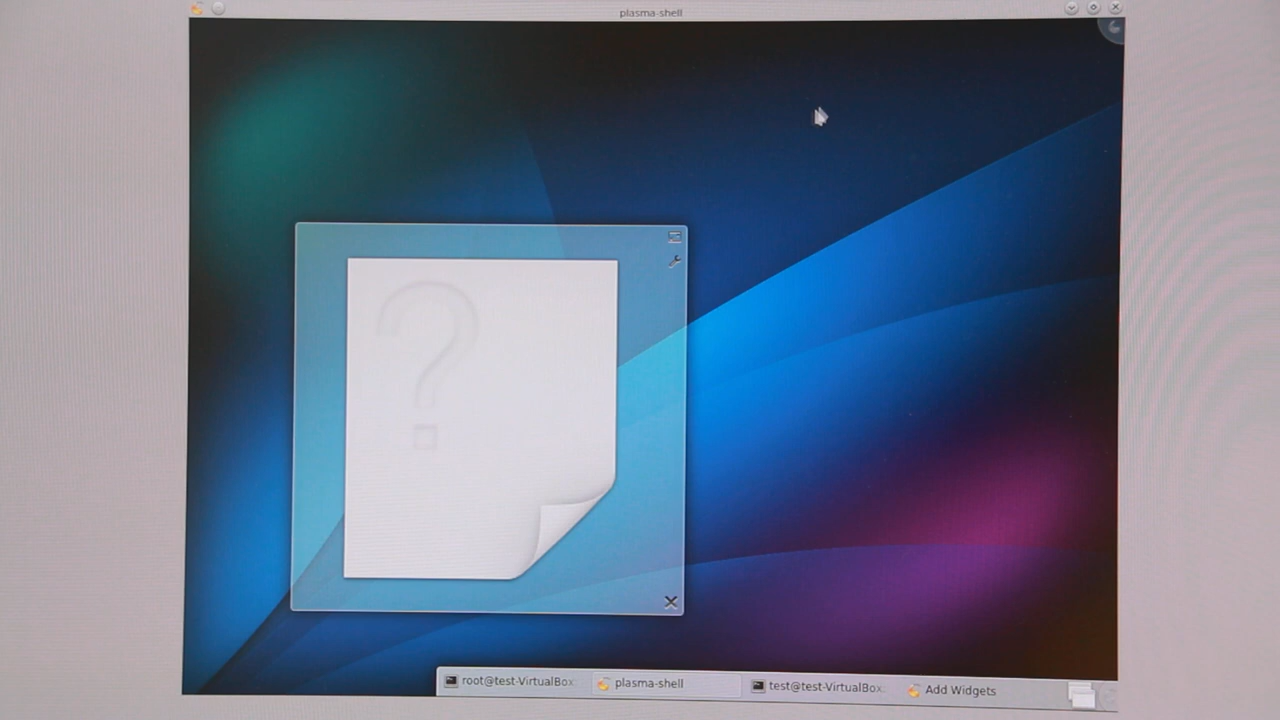 plasma-shell
?
root@test-VirtualBox:
plasma-shell
test@test-VirtualBox:
Add Widgets